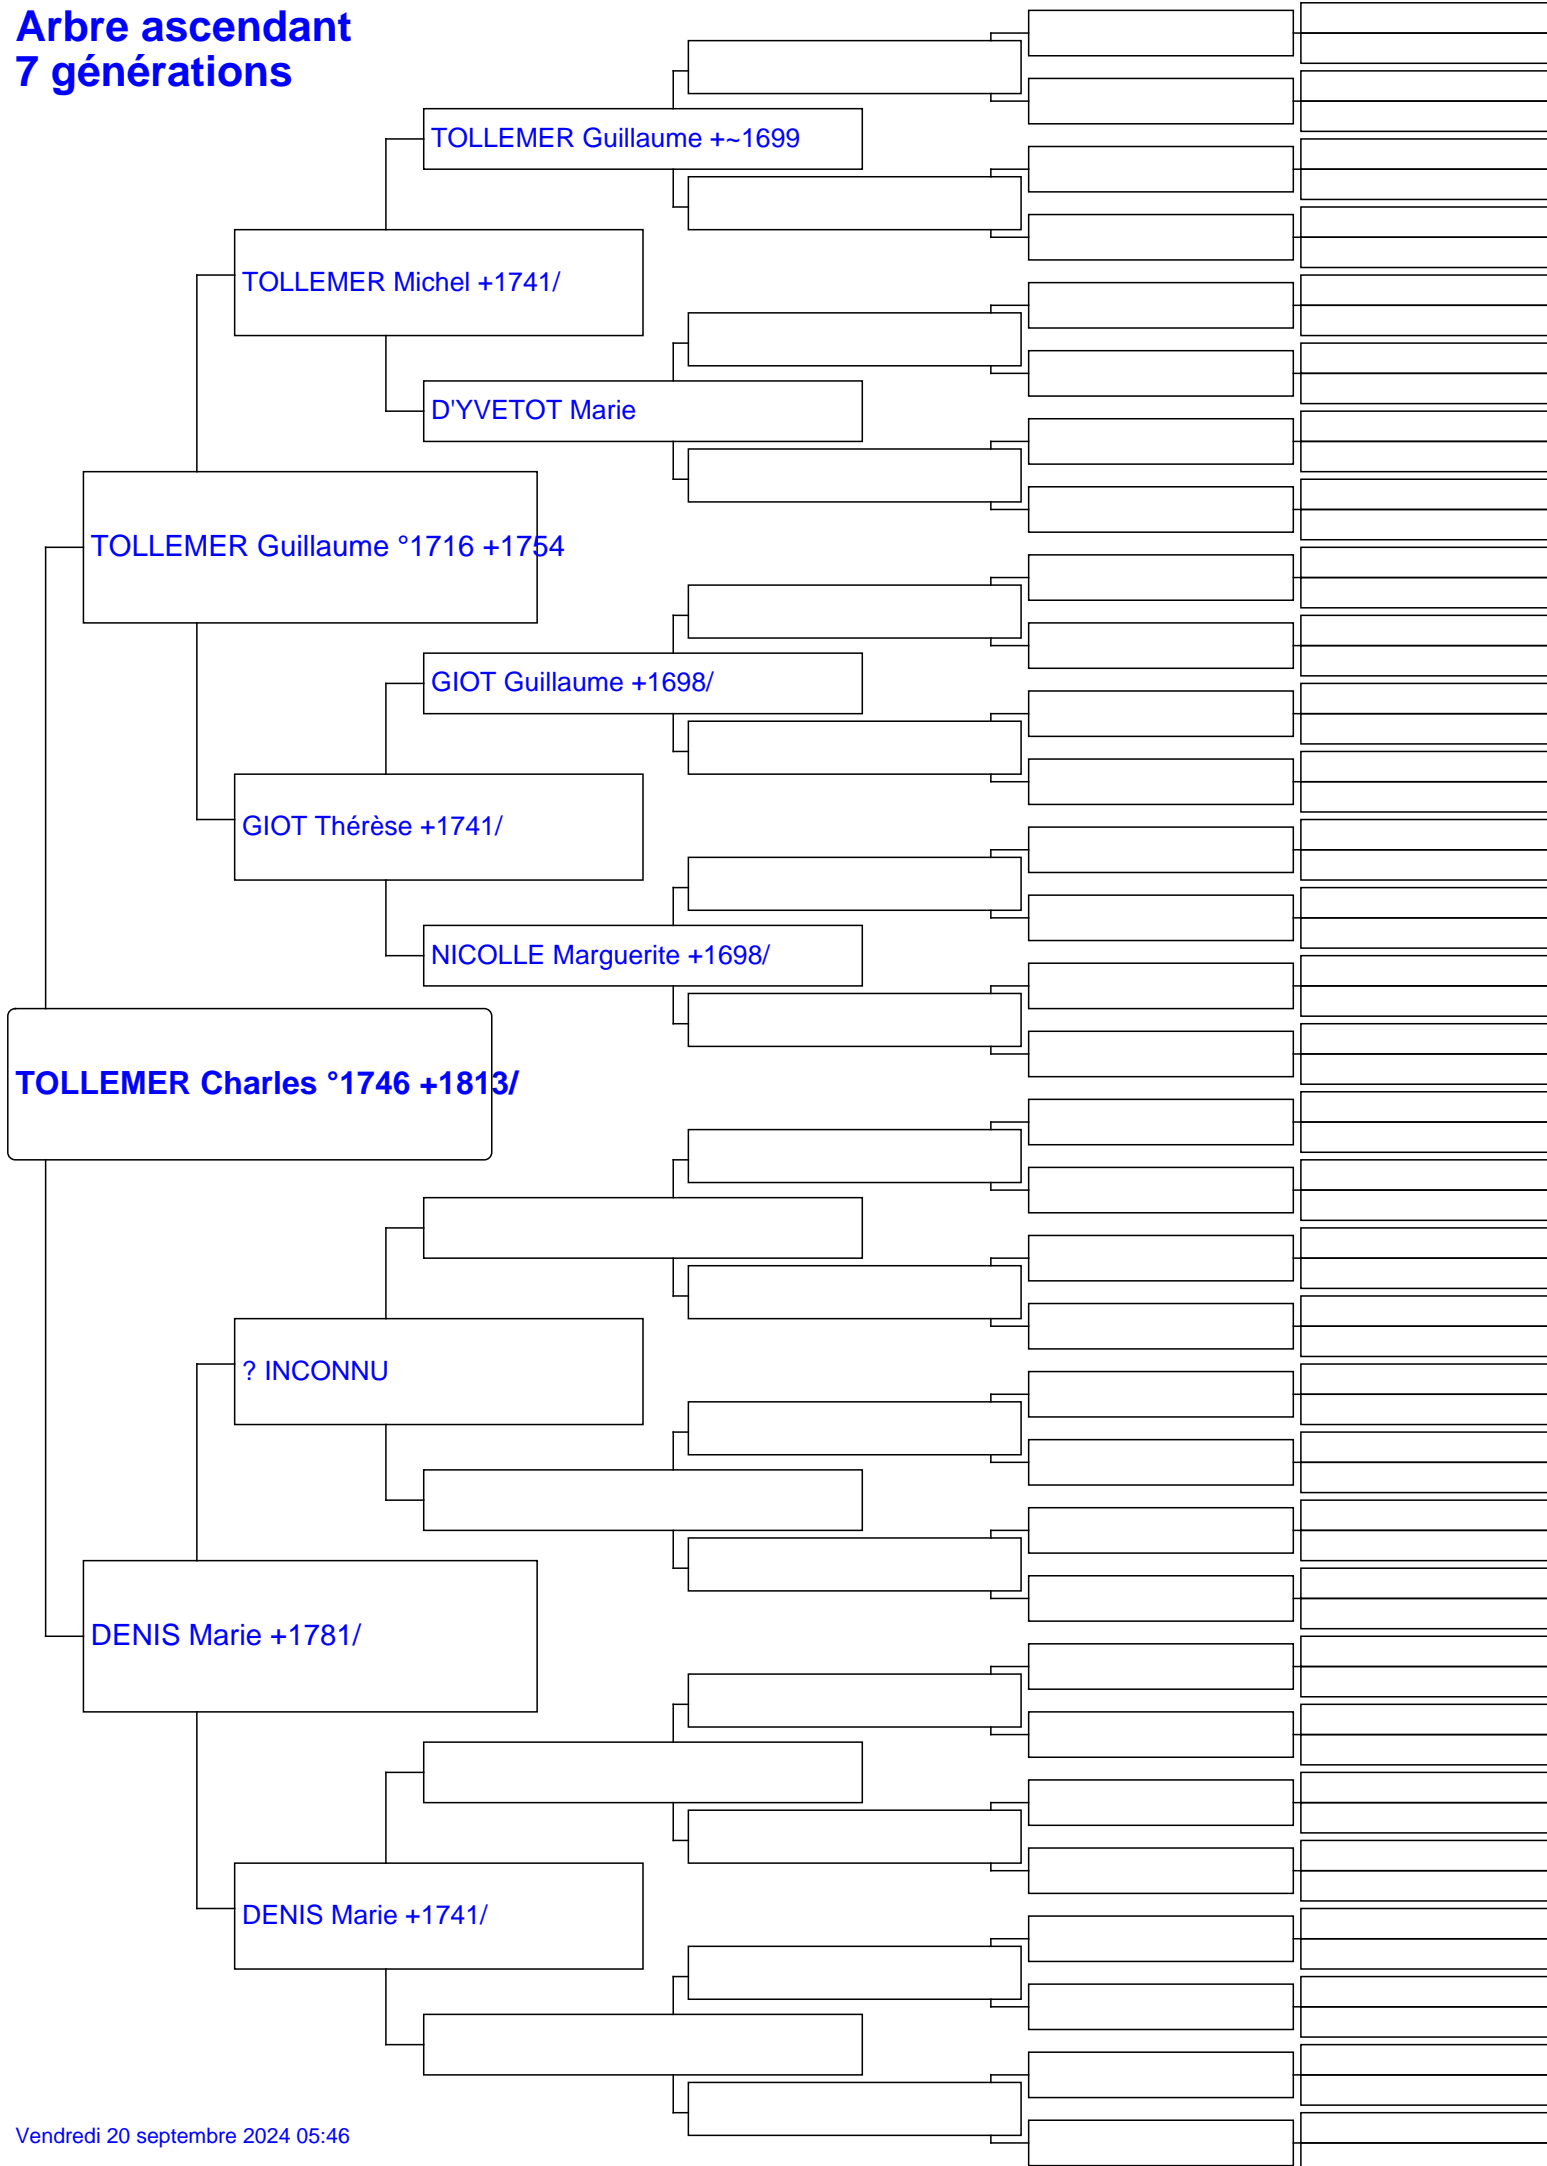 Arbre ascendant
7 générations
TOLLEMER Guillaume +~1699
TOLLEMER Michel +1741/
D'YVETOT Marie
TOLLEMER Guillaume °1716 +1754
GIOT Guillaume +1698/
GIOT Thérèse +1741/
NICOLLE Marguerite +1698/
TOLLEMER Charles °1746 +1813/
? INCONNU
DENIS Marie +1781/
DENIS Marie +1741/
Vendredi 20 septembre 2024 05:46